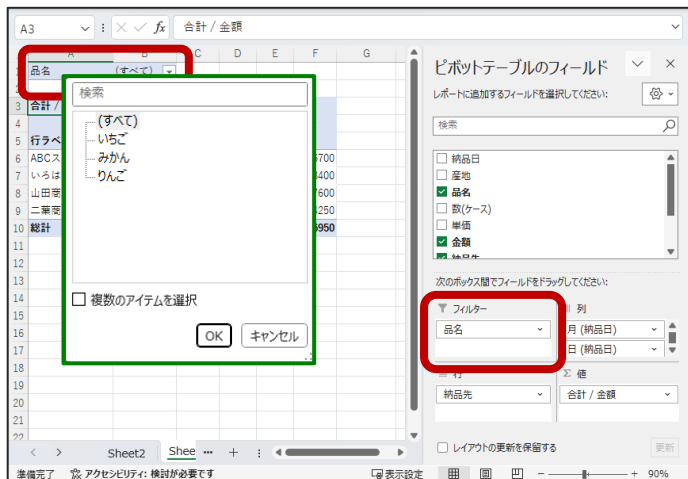 A3
fx
合計 / 金額
A B C D E F G
1 品名 (すべて)
2
3 合計 /
4
5 行ラベ
6 ABCス 5700
7 いろは 3400
8 山田商 7600
9 二葉商 3250
10 総計 5950
11
12
13
14
15
16
17
18
19
20
21
22
検索
(すべて)
いちご
みかん
りんご
複数のアイテムを選択
OK キャンセル
ピボットテーブルのフィールド
レポートに追加するフィールドを選択してください:
検索
納品日
産地
品名
数(ケース)
単価
金額
納品先
次のボックス間でフィールドをドラッグしてください:
フィルター 列
品名 月 (納品日)
日 (納品日)
行 Σ 値
納品先 合計 / 金額
レイアウトの更新を保留する 更新
Sheet2 Shee ... +
準備完了 アクセシビリティ: 検討が必要です 表示設定 - + 90%